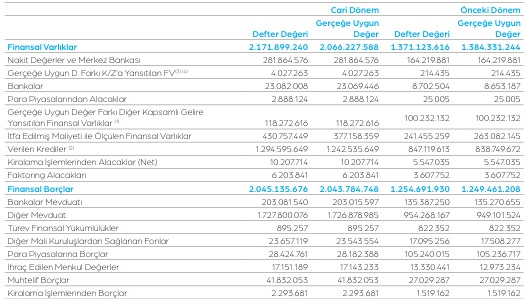 Cari Dönem Önceki Dönem
Defter Değeri Gerçeğe Uygun Değer Defter Değeri Gerçeğe Uygun Değer
Finansal Varlıklar 2.171.899.240 2.066.227.588 1.371.123.616 1.384.331.244
Nakit Değerler ve Merkez Bankası 281.864.576 281.864.576 164.219.881 164.219.881
Gerçeğe Uygun D. Farkı K/Z'a Yansıtılan FV 4.027.263 4.027.263 214.435 214.435
Bankalar 23.082.008 23.069.446 8.702.504 8.653.187
Para Piyasalarından Alacaklar 2.888.124 2.888.124 25.005 25.005
Gerçeğe Uygun Değer Farkı Diğer Kapsamlı Gelire
Yansıtılan Finansal Varlıklar (1) 118.272.616 118.272.616 100.232.132 100.232.132
İtfa Edilmiş Maliyeti ile Ölçülen Finansal Varlıklar 430.757.449 377.158.359 241.455.259 263.082.145
Verilen Krediler (2) 1.294.595.649 1.242.535.649 847.119.613 838.749.672
Kiralama İşlemlerinden Alacaklar (Net) 10.207.714 10.207.714 5.547.035 5.547.035
Faktoring Alacakları 6.203.841 6.203.841 3.607.752 3.607.752
Finansal Borçlar 2.045.135.676 2.043.784.748 1.254.691.930 1.249.461.208
Bankalar Mevduatı 203.081.540 203.015.597 135.387.250 135.270.655
Diğer Mevduat 1.727.800.076 1.726.878.985 954.268.167 949.101.524
Türev Finansal Yükümlülükler 895.257 895.257 822.352 822.352
Diğer Mali Kuruluşlardan Sağlanan Fonlar 23.657.119 23.543.554 17.095.256 17.508.277
Para Piyasalarına Borçlar 28.424.761 28.182.388 105.240.015 105.236.717
İhraç Edilen Menkul Değerler 17.151.189 17.143.233 13.330.441 12.973.234
Muhtelif Borçlar 41.832.053 41.832.053 27.029.287 27.029.287
Kiralama İşlemlerinden Borçlar 2.293.681 2.293.681 1.519.162 1.519.162